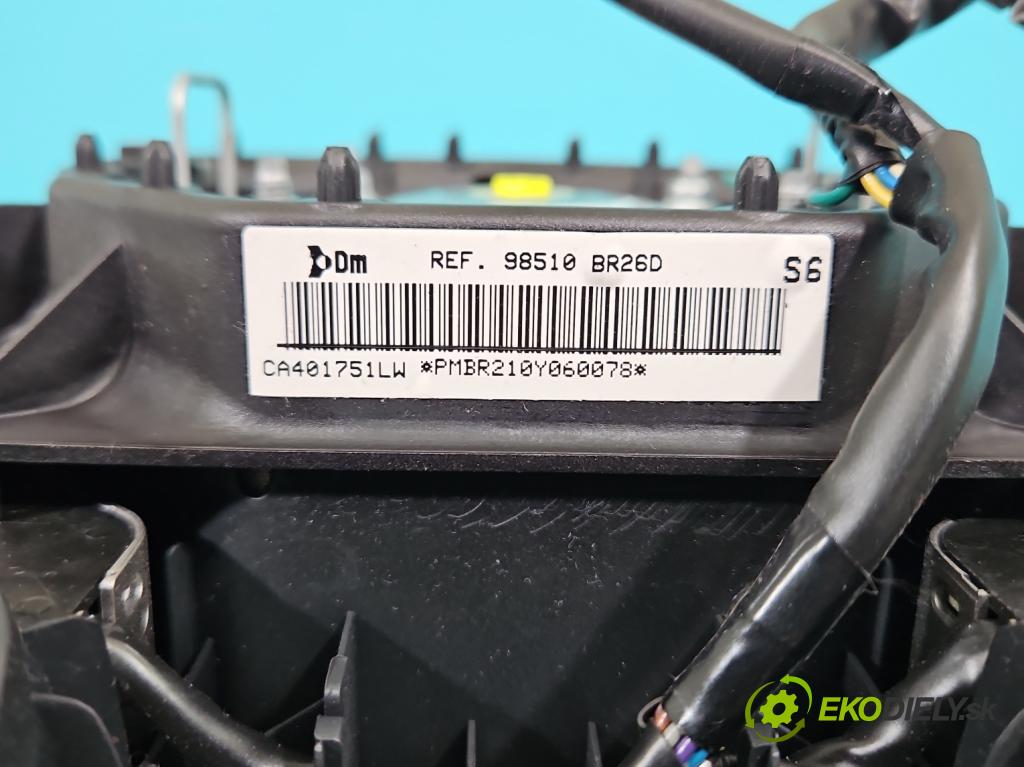 Dm REF. 98510 BR26D S6
CA401751LW *PMBR210Y060078*
EKODIELY.sk